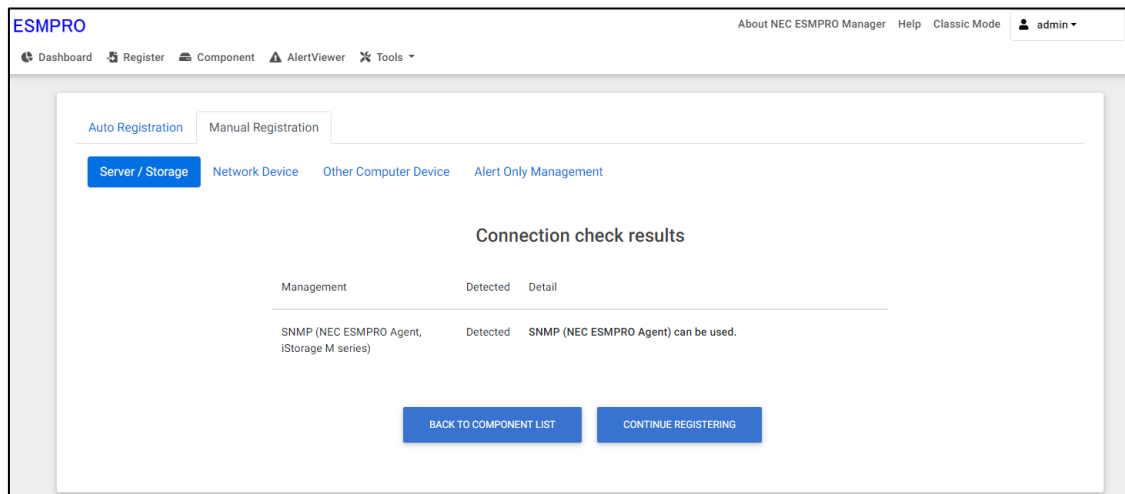 ESMPRO
About NEC ESMPRO Manager Help Classic Mode admin
Dashboard Register Component AlertViewer Tools
Auto Registration Manual Registration
Server / Storage Network Device Other Computer Device Alert Only Management
Connection check results
Management Detected Detail
SNMP (NEC ESMPRO Agent, Detected SNMP (NEC ESMPRO Agent) can be used.
iStorage M series)
BACK TO COMPONENT LIST CONTINUE REGISTERING